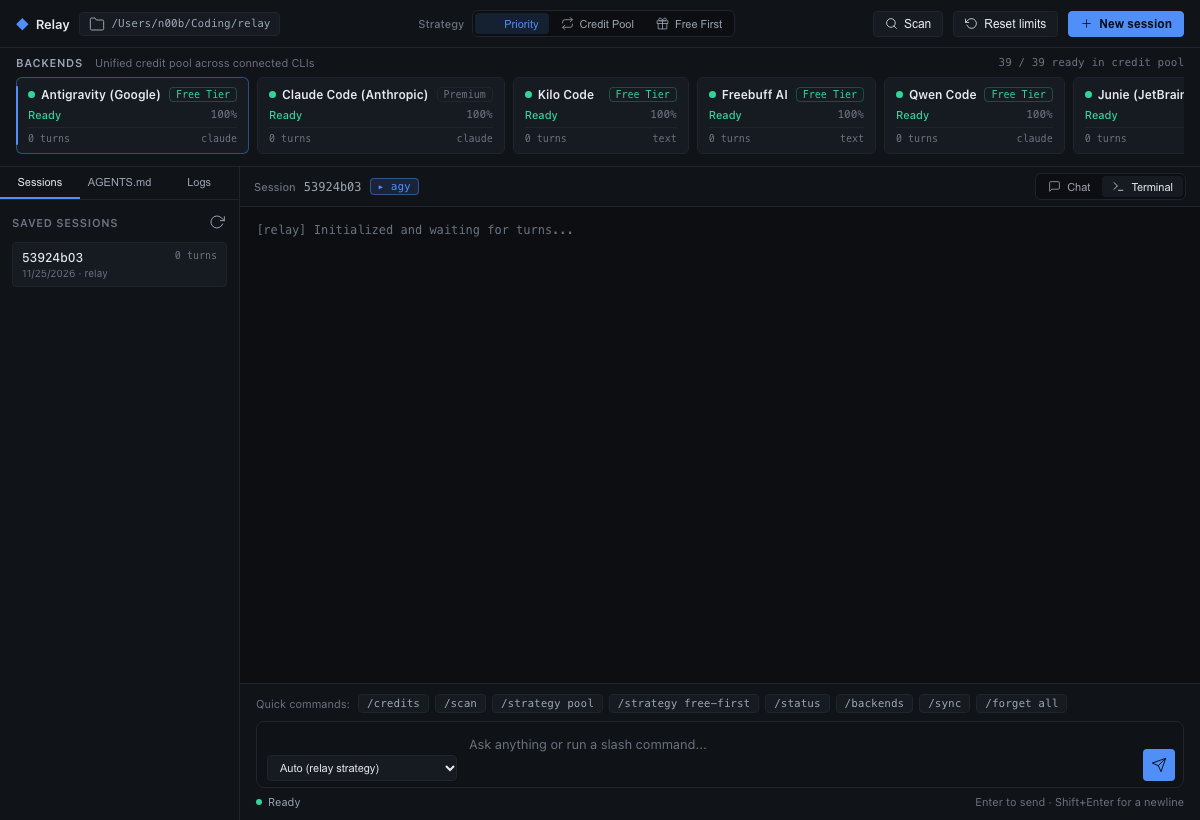 Relay /Users/n00b/Coding/relay Strategy Priority Credit Pool Free First Scan Reset limits + New session
BACKENDS Unified credit pool across connected CLIs 39 / 39 ready in credit pool
Antigravity (Google) Free Tier
Ready 100%
0 turns claude
Claude Code (Anthropic) Premium
Ready 100%
0 turns claude
Kilo Code Free Tier
Ready 100%
0 turns text
Freebuff AI Free Tier
Ready 100%
0 turns text
Qwen Code Free Tier
Ready 100%
0 turns claude
Junie (JetBrain
Ready
0 turns
Sessions AGENTS.md Logs
SAVED SESSIONS
53924b03 0 turns
11/25/2026 · relay
Session 53924b03 ▸ agy Chat Terminal
[relay] Initialized and waiting for turns...
Quick commands: /credits /scan /strategy pool /strategy free-first /status /backends /sync /forget all
Ask anything or run a slash command...
Auto (relay strategy)
Ready Enter to send · Shift+Enter for a newline